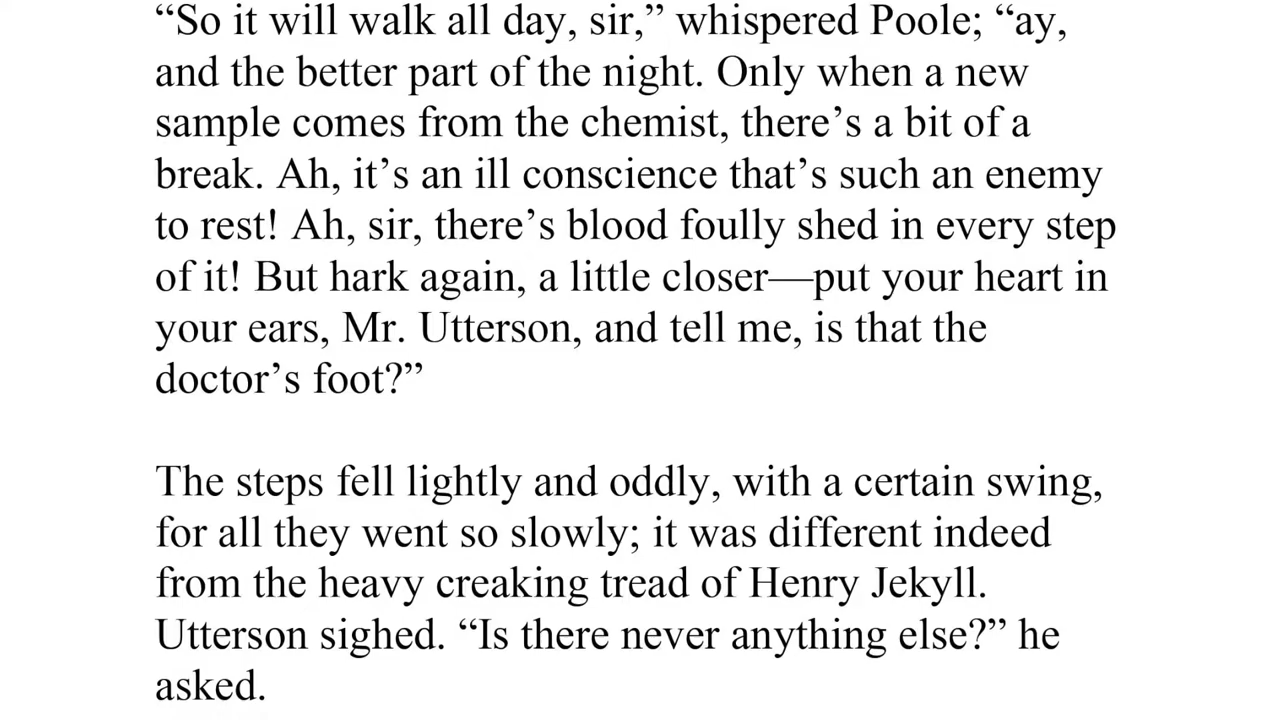 “So it will walk all day, sir,” whispered Poole; “ay,
and the better part of the night. Only when a new
sample comes from the chemist, there’s a bit of a
break. Ah, it’s an ill conscience that’s such an enemy
to rest! Ah, sir, there’s blood foully shed in every step
of it! But hark again, a little closer—put your heart in
your ears, Mr. Utterson, and tell me, is that the
doctor’s foot?”

The steps fell lightly and oddly, with a certain swing,
for all they went so slowly; it was different indeed
from the heavy creaking tread of Henry Jekyll.
Utterson sighed. “Is there never anything else?” he
asked.